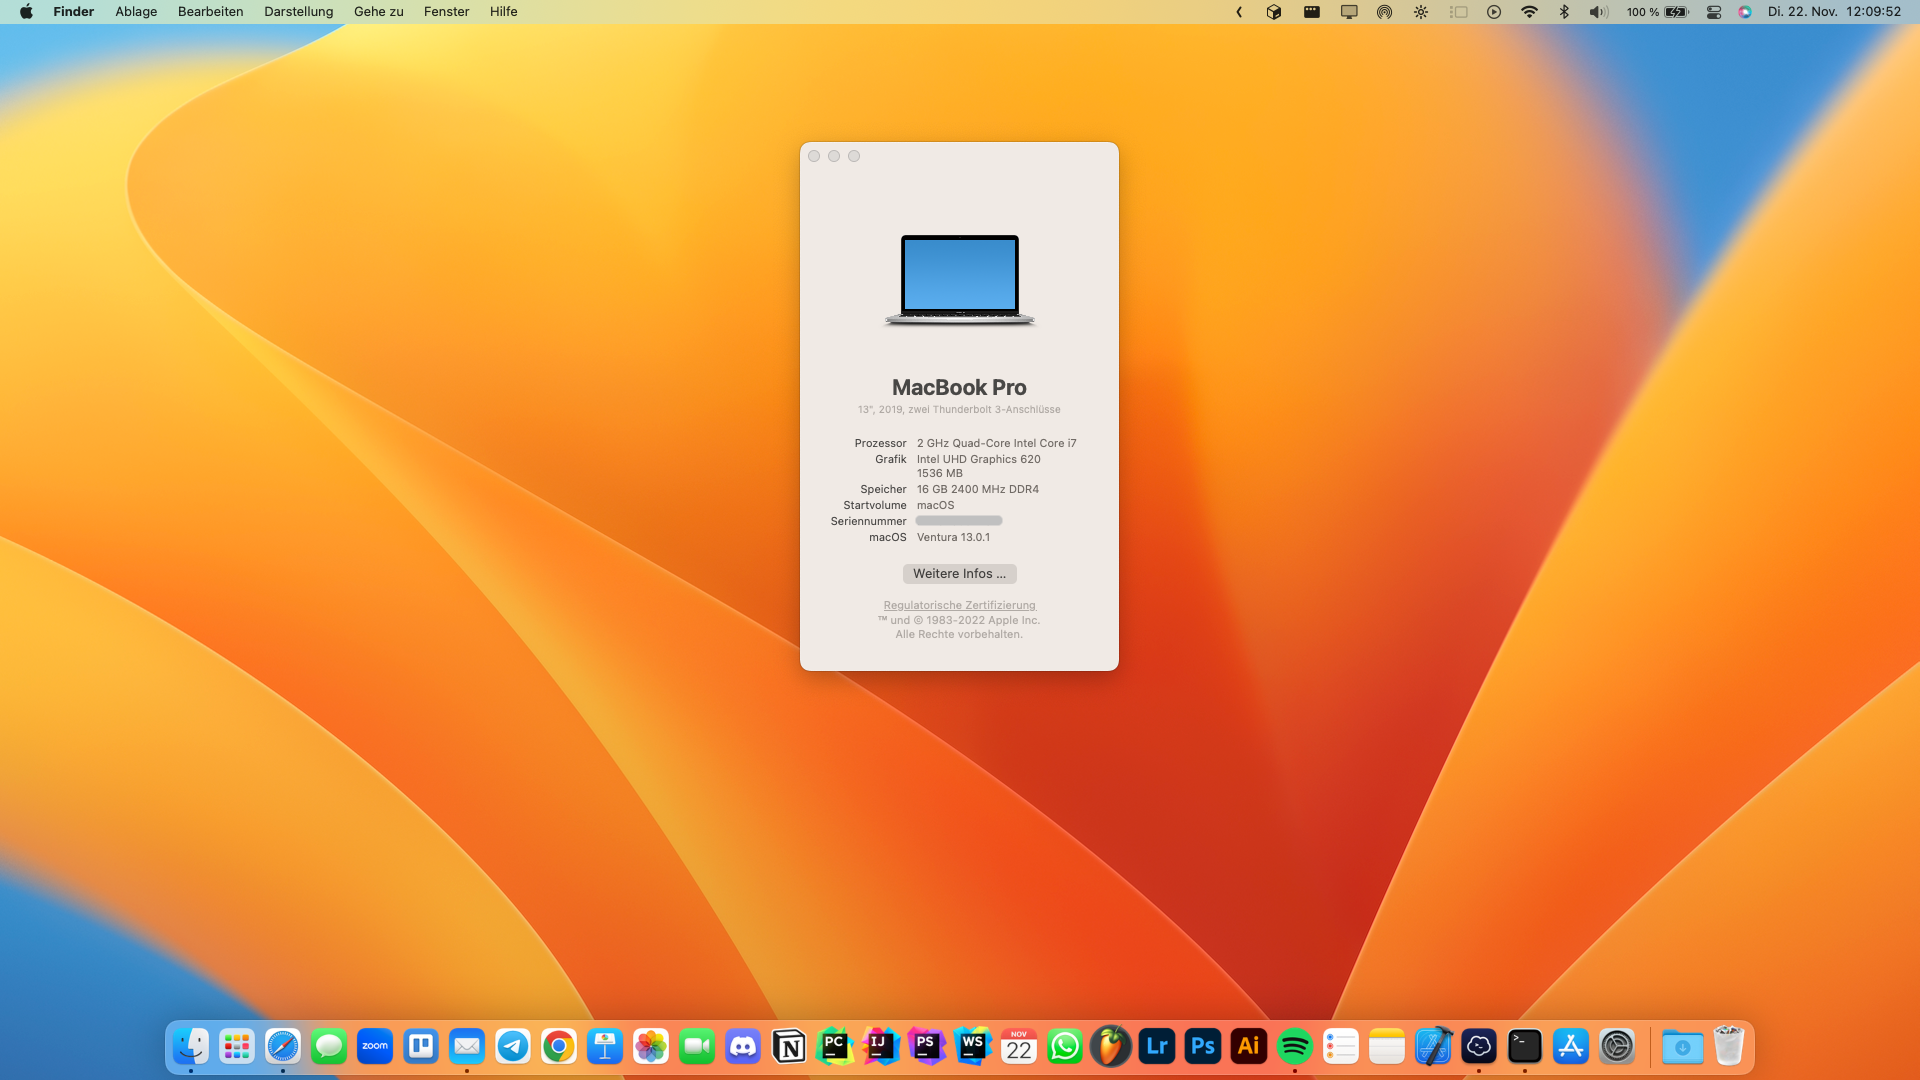 Finder Ablage Bearbeiten Darstellung Gehe zu Fenster Hilfe 100 % Di. 22. Nov. 12:09:52
MacBook Pro
13", 2019, zwei Thunderbolt 3-Anschlüsse
Prozessor 2 GHz Quad-Core Intel Core i7
Grafik Intel UHD Graphics 620
1536 MB
Speicher 16 GB 2400 MHz DDR4
Startvolume macOS
Seriennummer
macOS Ventura 13.0.1
Weitere Infos ...
Regulatorische Zertifizierung
™ und © 1983-2022 Apple Inc.
Alle Rechte vorbehalten.
zoom N PC IJ PS WS NOV 22 Lr Ps Ai >_